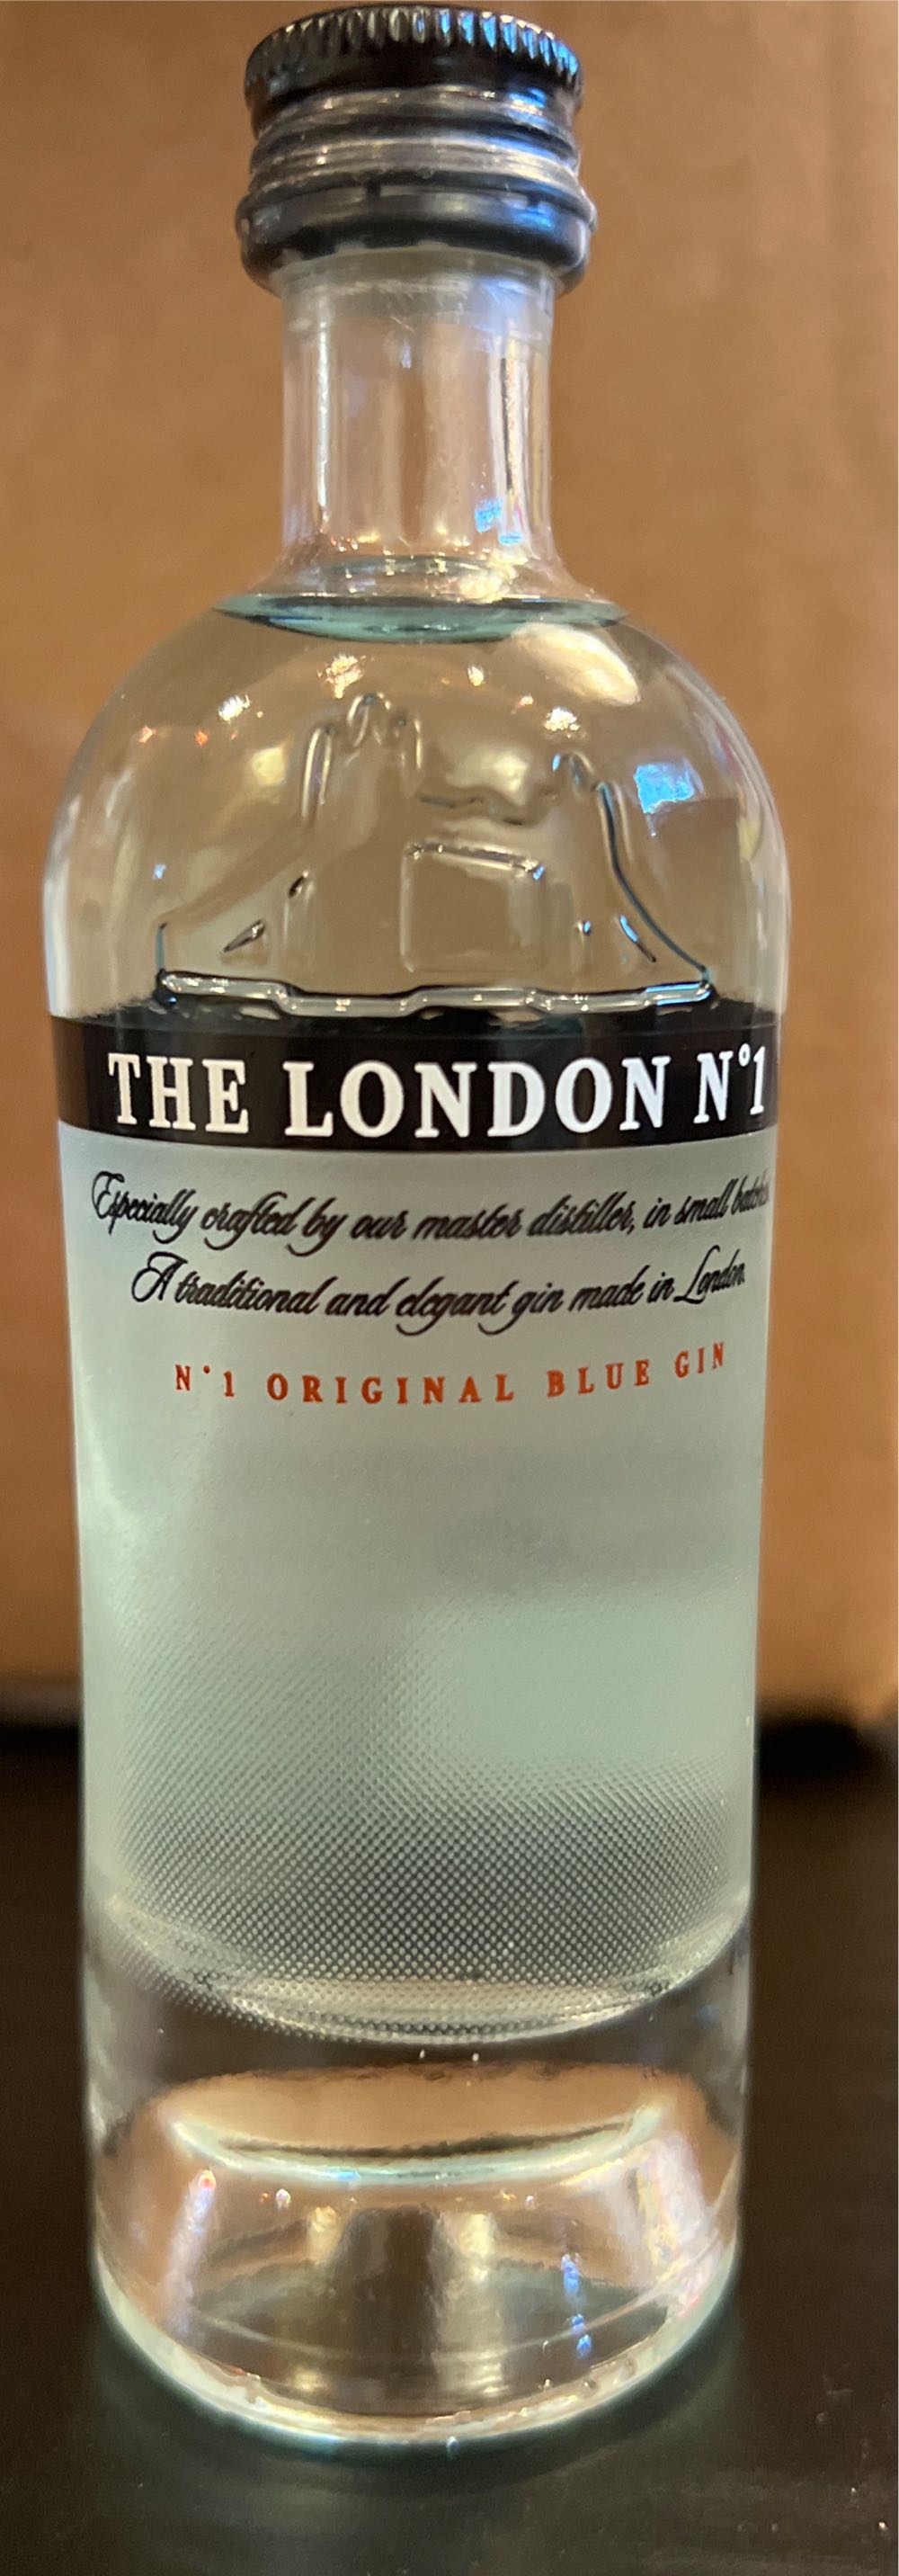 THE LONDON N°1
Especially crafted by our master distiller, in small
A traditional and elegant gin made in London.
N°1 ORIGINAL BLUE GIN